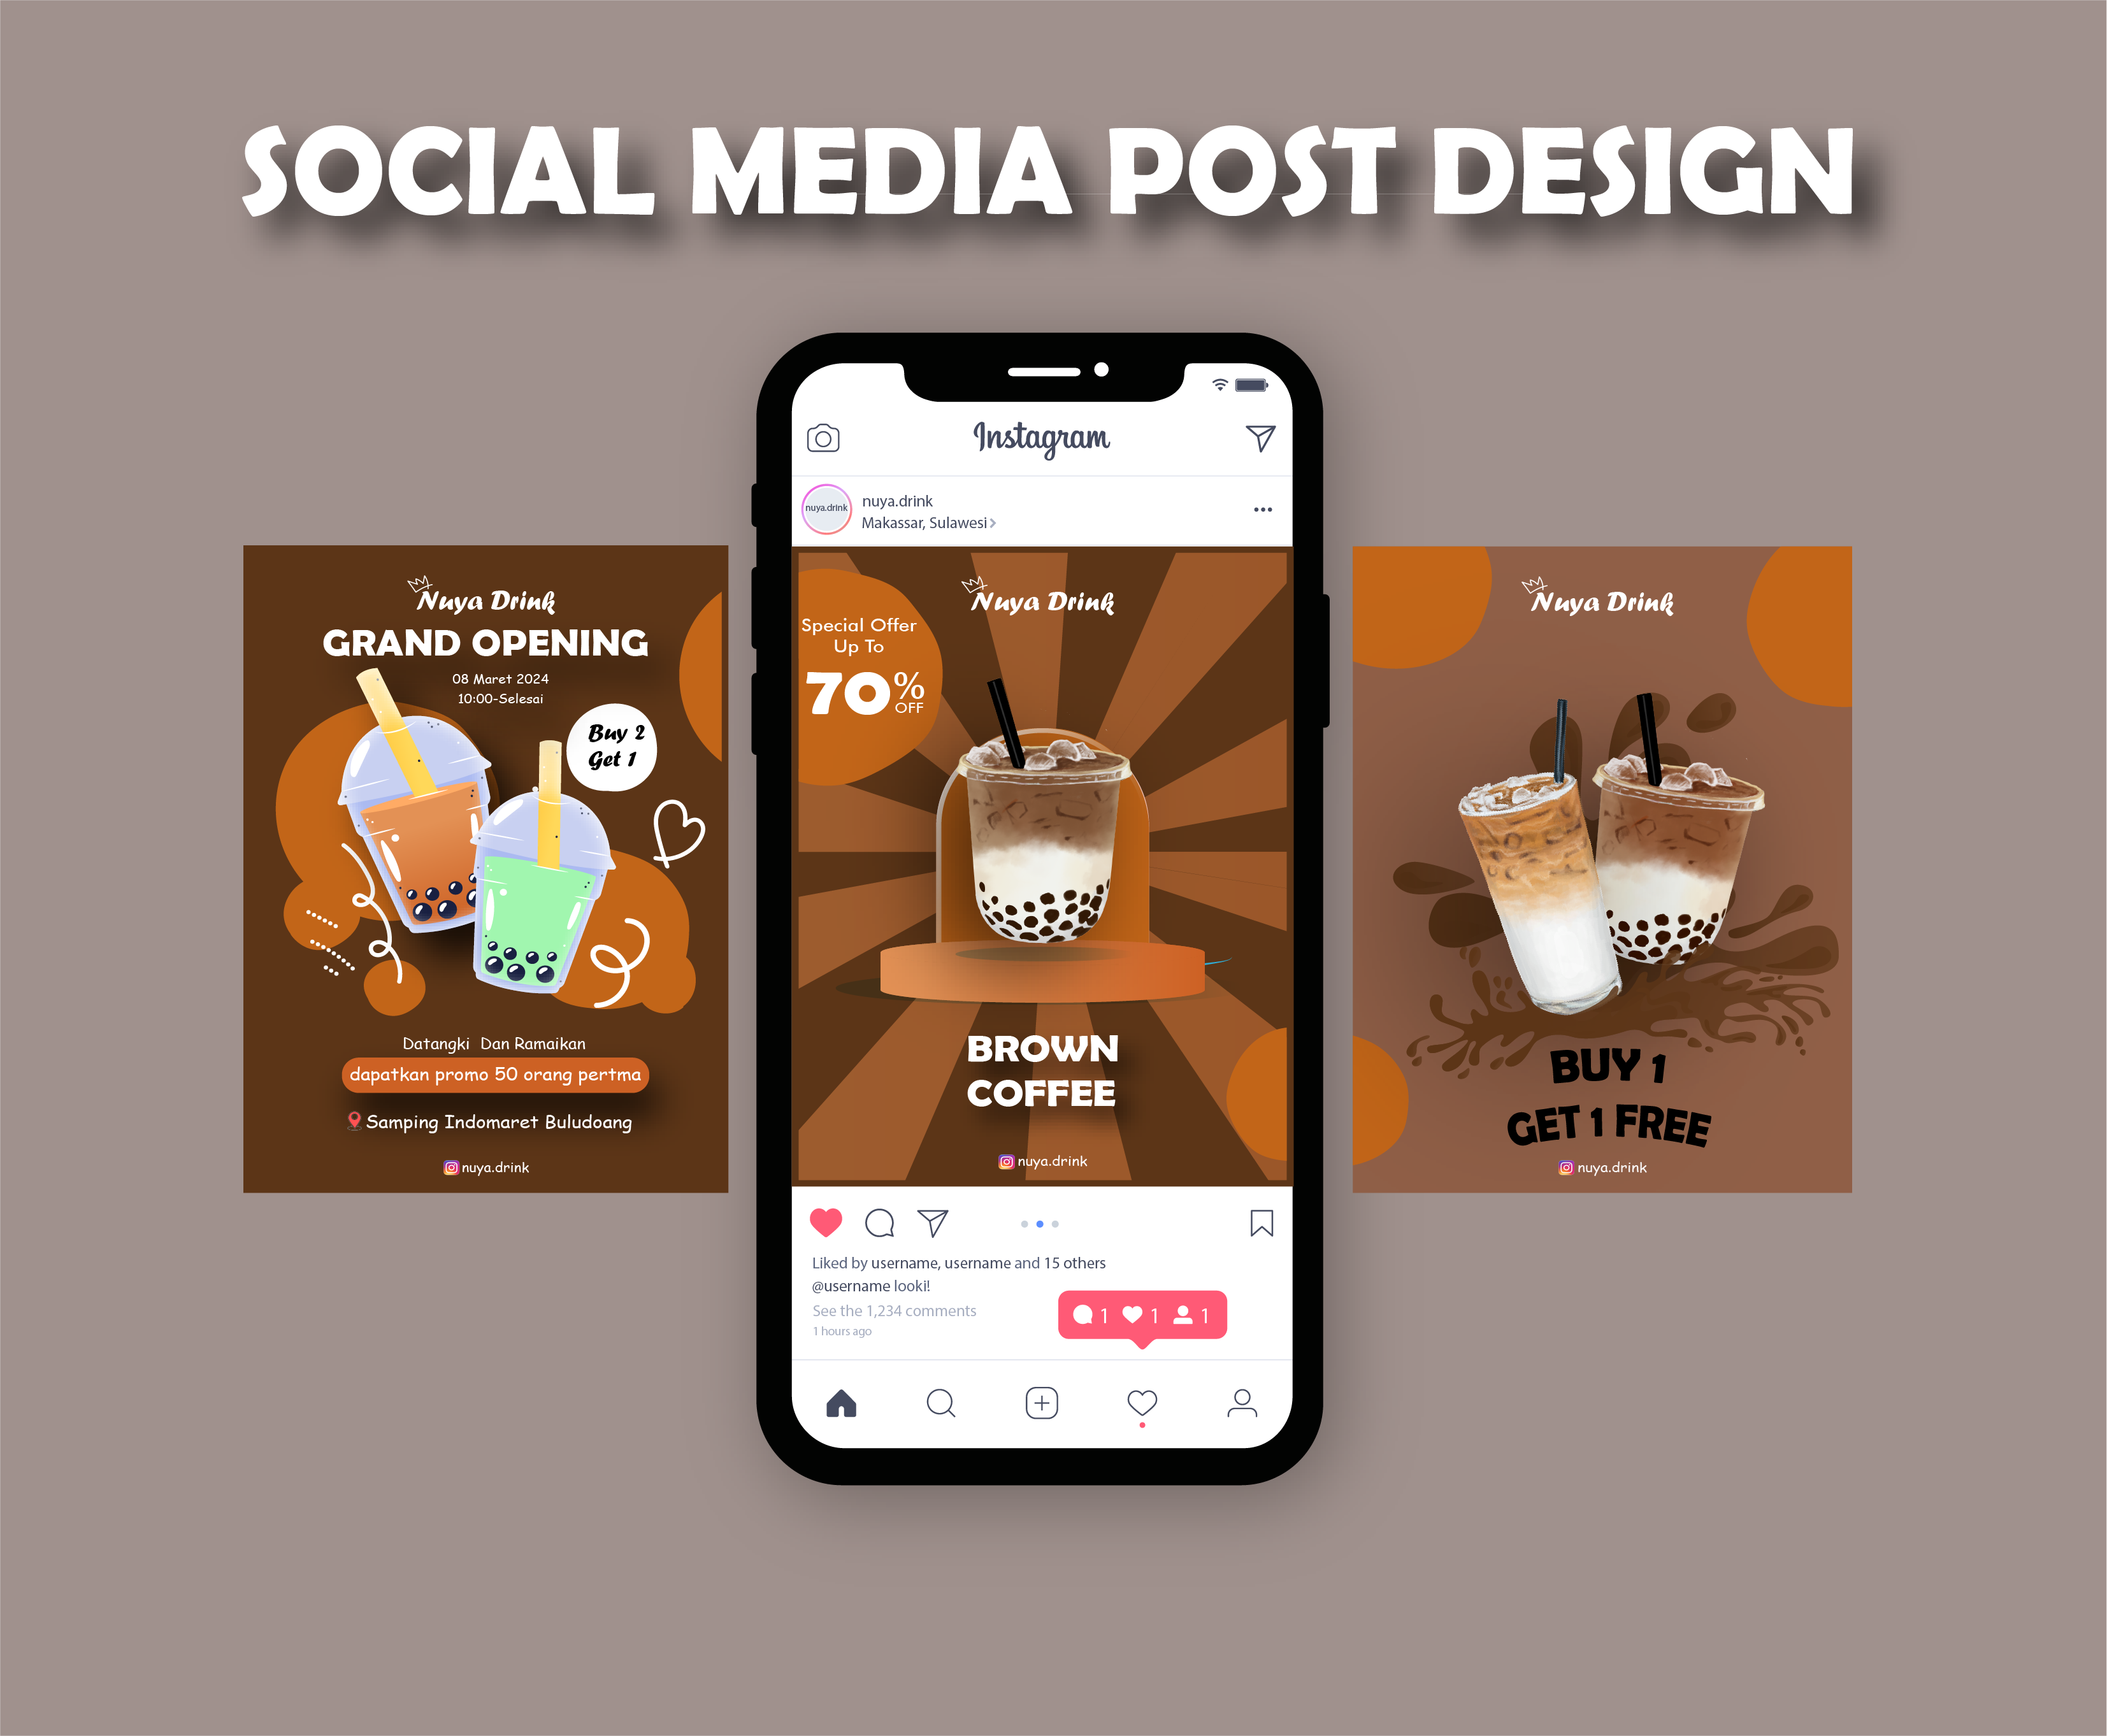 SOCIAL MEDIA POST DESIGN
Nuya Drink
GRAND OPENING
08 Maret 2024
10:00-Selesai
Buy 2
Get 1
Datangki Dan Ramaikan
dapatkan promo 50 orang pertma
Samping Indomaret Buludoang
nuya.drink
Instagram
nuya.drink
nuya.drink
Makassar, Sulawesi
Nuya Drink
Special Offer
Up To
70%
OFF
BROWN
COFFEE
nuya.drink
Liked by username, username and 15 others
@username looki!
See the 1,234 comments
1 hours ago
1 1 1
Nuya Drink
BUY 1
GET 1 FREE
nuya.drink